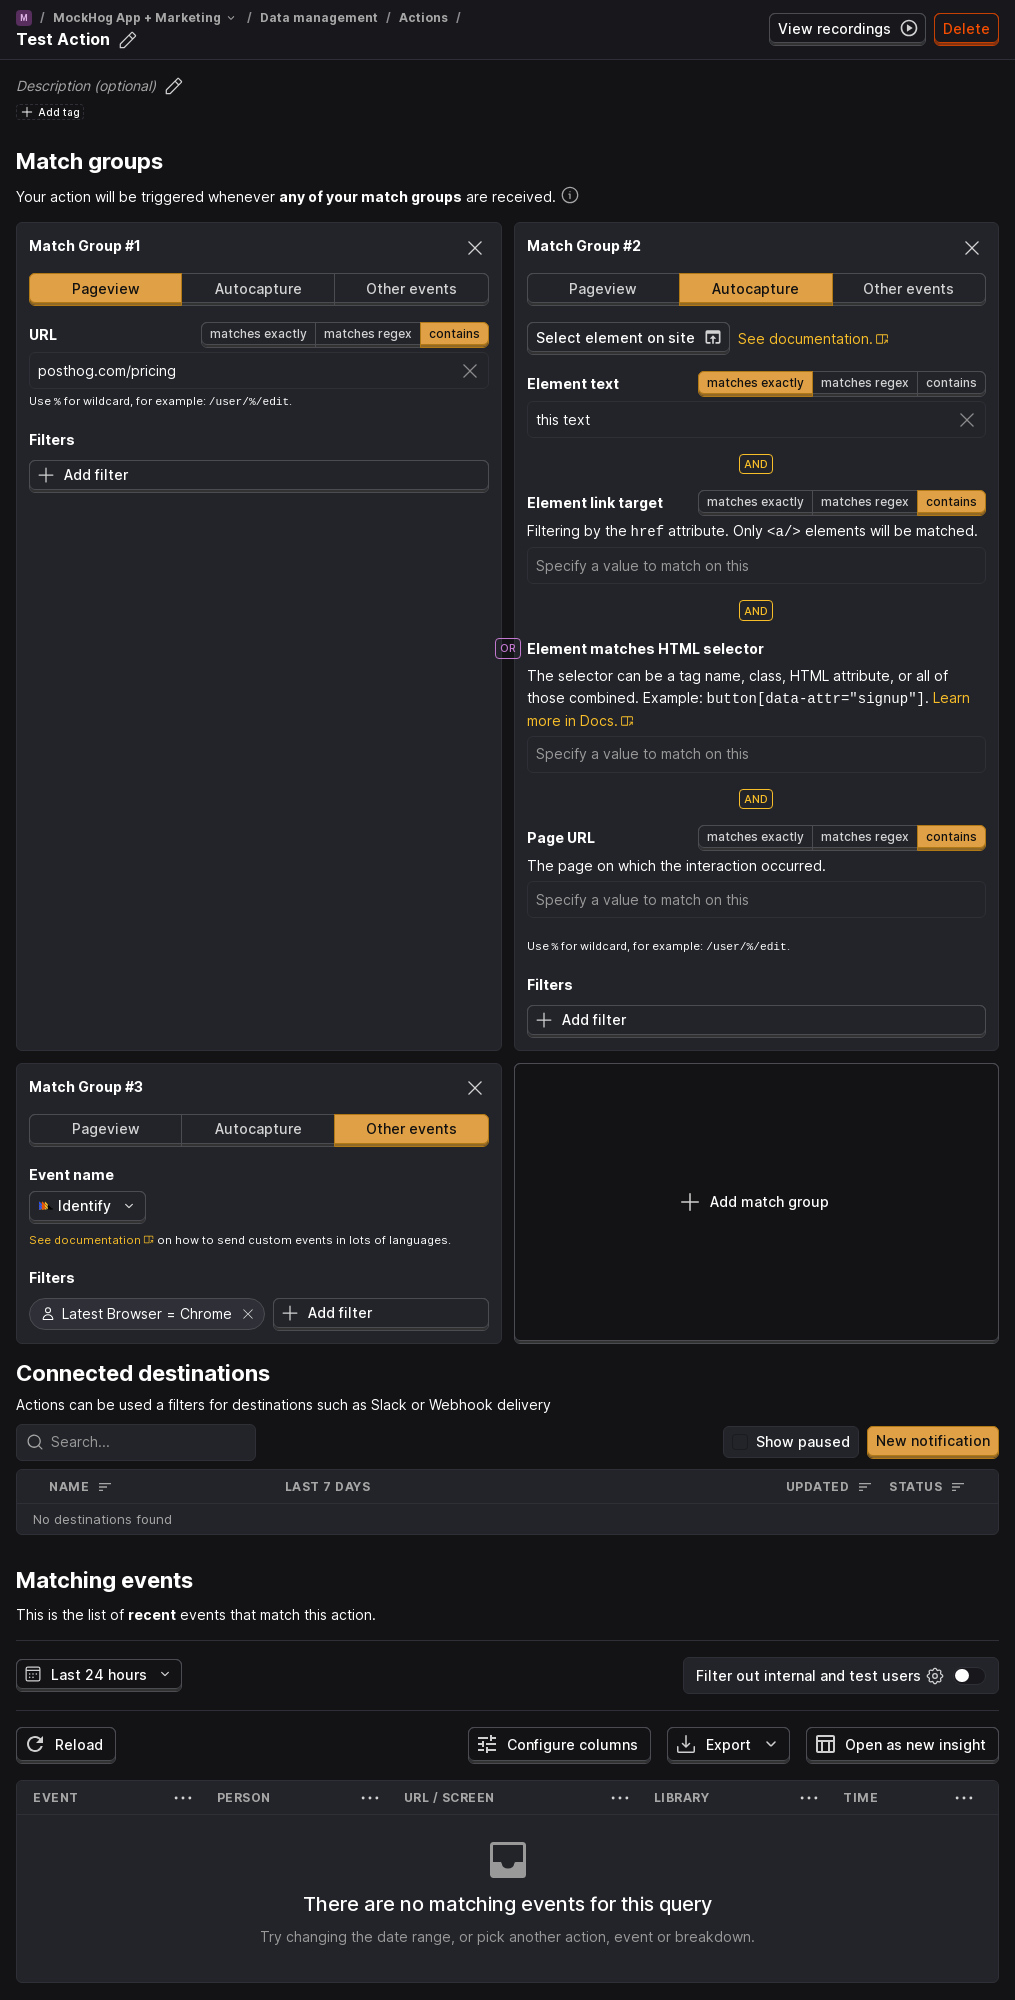 M / MockHog App + Marketing / Data management / Actions /
Test Action
View recordings
Delete
Description (optional)
Add tag
Match groups
Your action will be triggered whenever any of your match groups are received.
Match Group #1
Pageview Autocapture Other events
URL matches exactly matches regex contains
posthog.com/pricing
Use % for wildcard, for example: /user/%/edit.
Filters
Add filter
OR
Match Group #2
Pageview Autocapture Other events
Select element on site See documentation.
Element text matches exactly matches regex contains
this text
AND
Element link target matches exactly matches regex contains
Filtering by the href attribute. Only <a/> elements will be matched.
Specify a value to match on this
AND
Element matches HTML selector
The selector can be a tag name, class, HTML attribute, or all of
those combined. Example: button[data-attr="signup"]. Learn
more in Docs.
Specify a value to match on this
AND
Page URL matches exactly matches regex contains
The page on which the interaction occurred.
Specify a value to match on this
Use % for wildcard, for example: /user/%/edit.
Filters
Add filter
Match Group #3
Pageview Autocapture Other events
Event name
Identify
See documentation on how to send custom events in lots of languages.
Filters
Latest Browser = Chrome Add filter
Add match group
Connected destinations
Actions can be used a filters for destinations such as Slack or Webhook delivery
Search... Show paused New notification
NAME LAST 7 DAYS UPDATED STATUS
No destinations found
Matching events
This is the list of recent events that match this action.
Last 24 hours Filter out internal and test users
Reload Configure columns Export Open as new insight
EVENT PERSON URL / SCREEN LIBRARY TIME
There are no matching events for this query
Try changing the date range, or pick another action, event or breakdown.